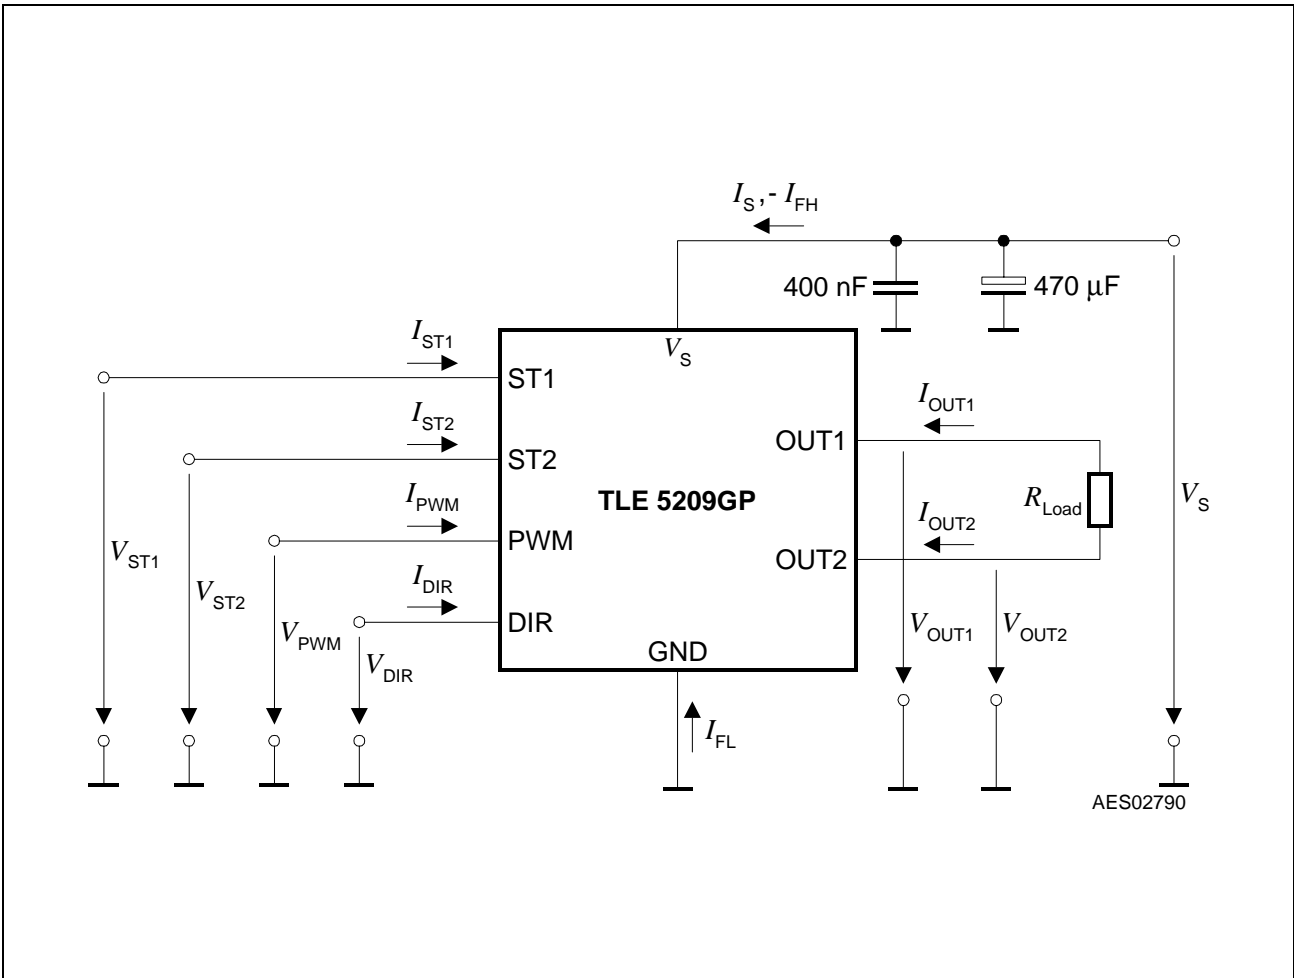 I_S, - I_FH
400 nF
470 µF
I_ST1
V_S
ST1
I_ST2
ST2
I_PWM
PWM
I_DIR
DIR
TLE 5209GP
GND
OUT1
OUT2
I_OUT1
I_OUT2
R_Load
V_S
V_ST1
V_ST2
V_PWM
V_DIR
V_OUT1
V_OUT2
I_FL
AES02790